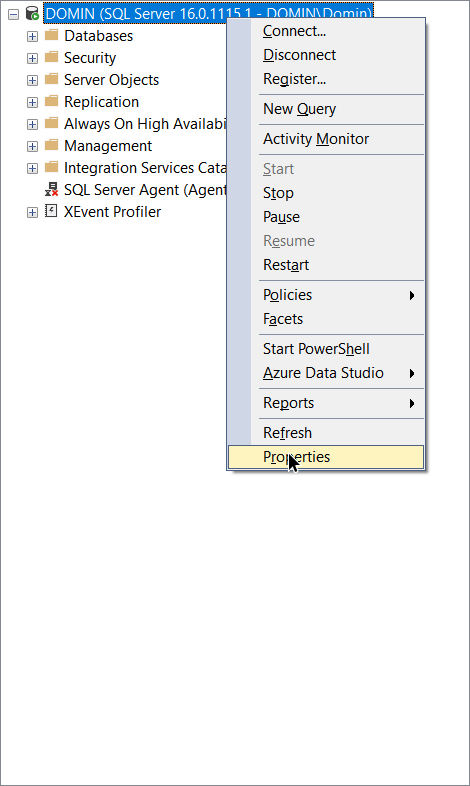 DOMIN (SQL Server 16.0.1115.1 - DOMIN\Domin)
Databases
Security
Server Objects
Replication
Always On High Availabi
Management
Integration Services Cata
SQL Server Agent (Agent
XEvent Profiler
Connect...
Disconnect
Register...
New Query
Activity Monitor
Start
Stop
Pause
Resume
Restart
Policies
Facets
Start PowerShell
Azure Data Studio
Reports
Refresh
Properties